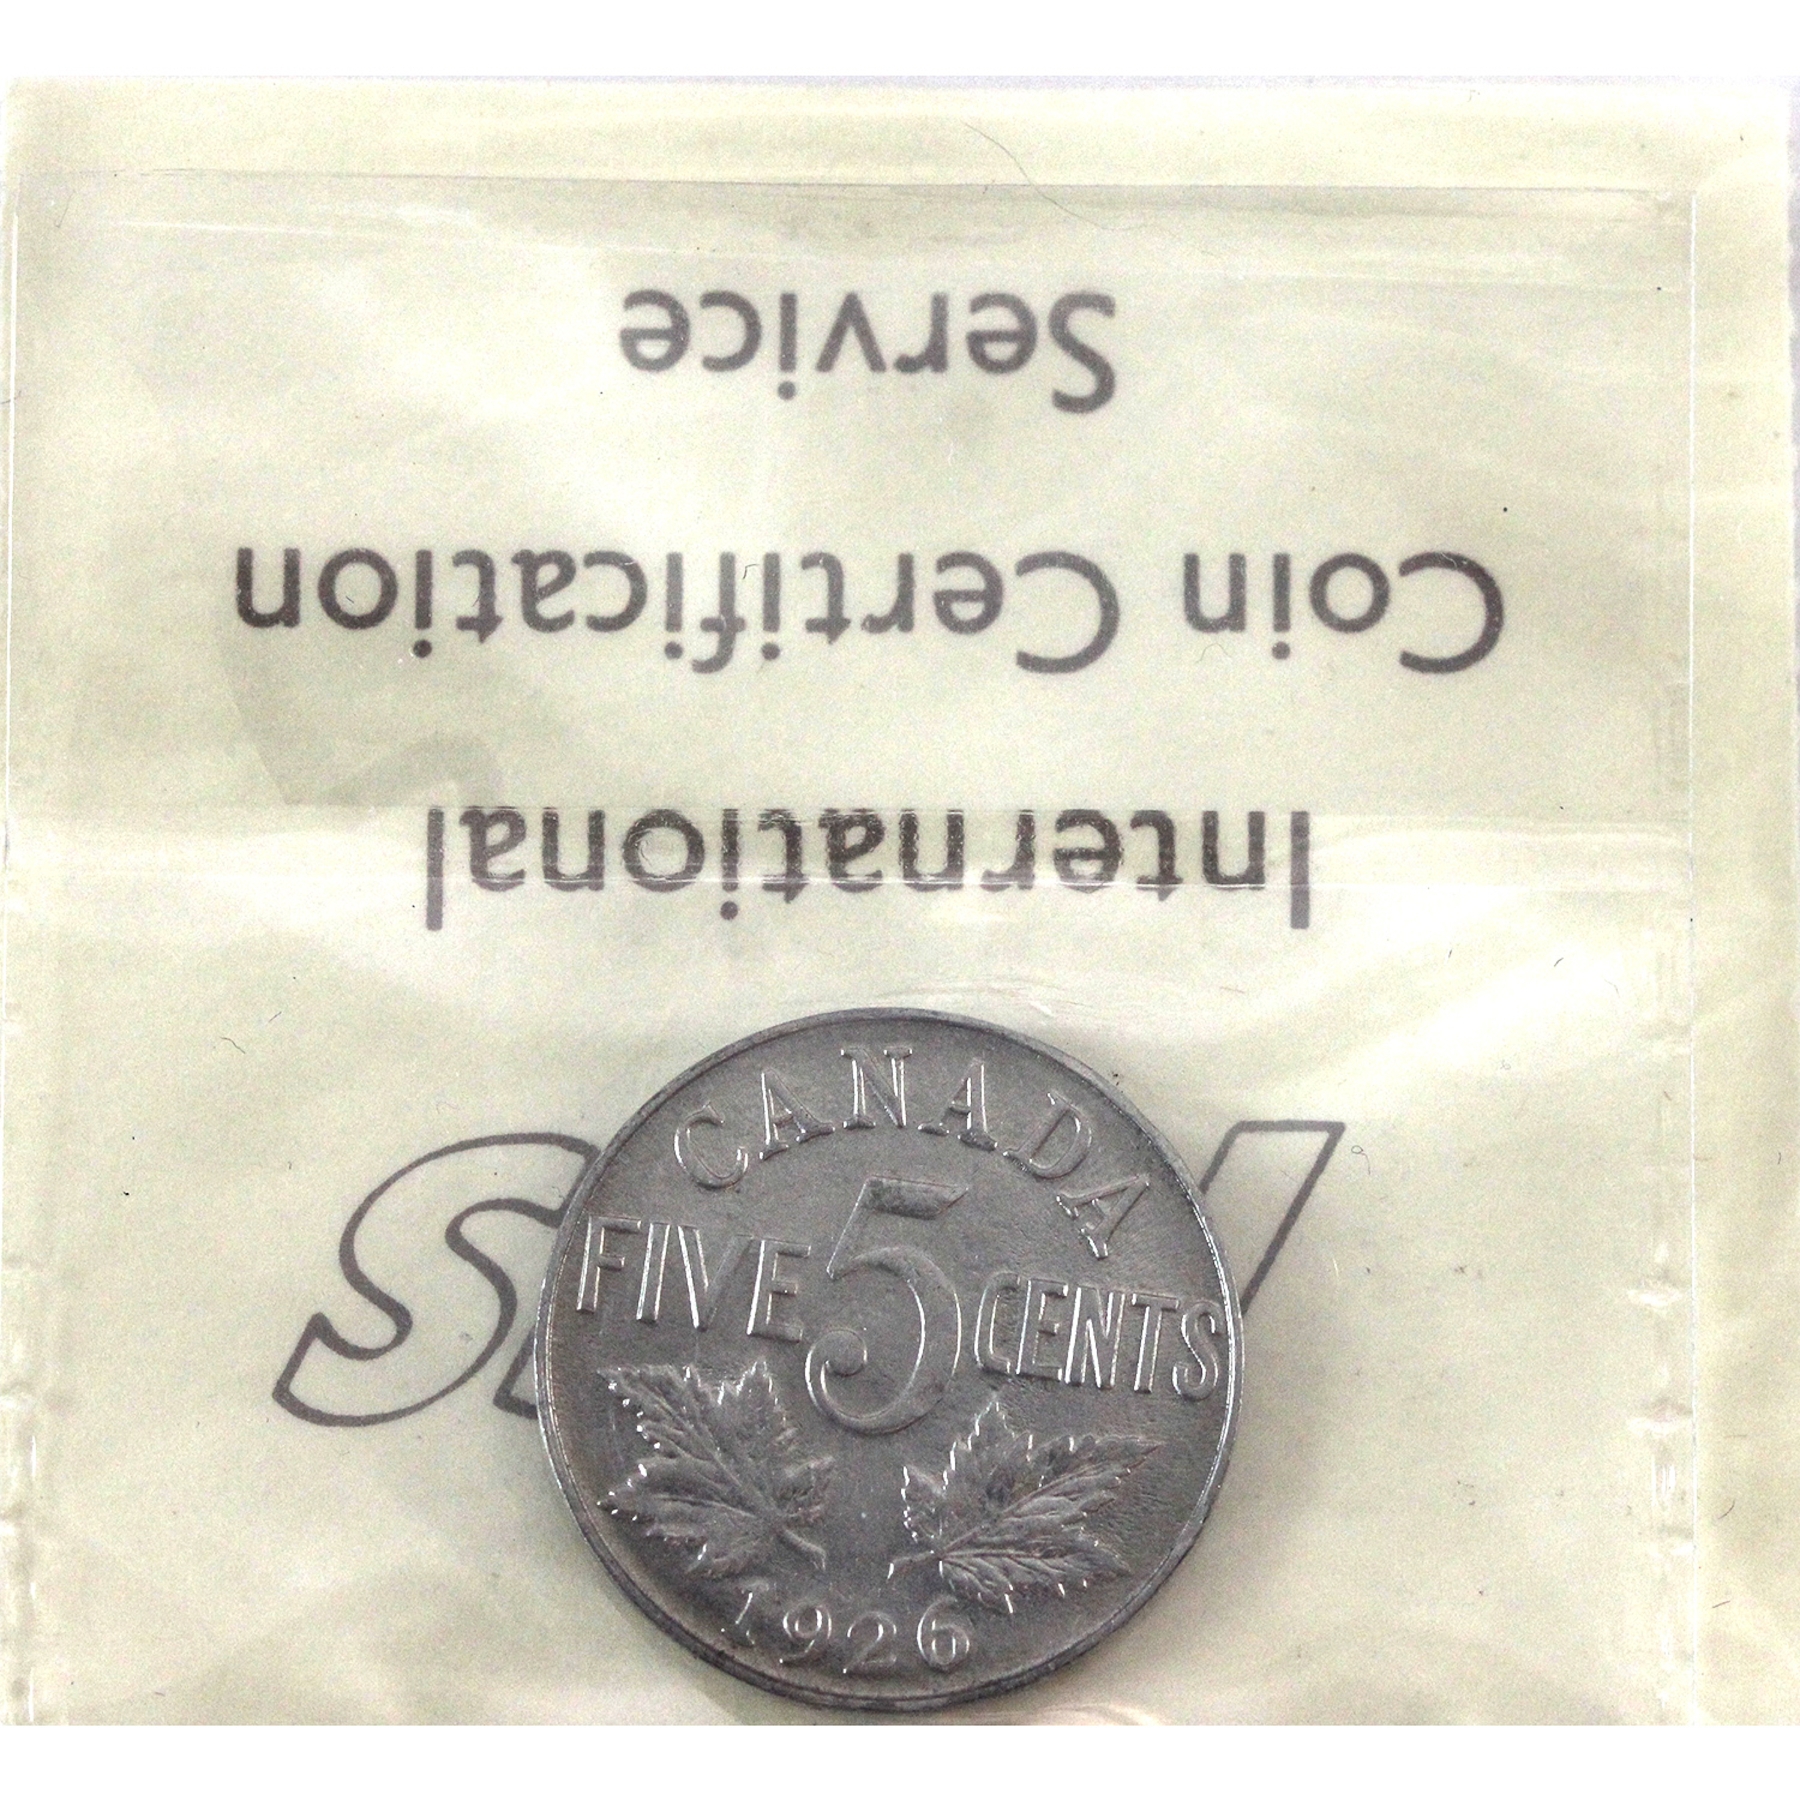 International
Coin Certification
Service
CANADA
FIVE 5 CENTS
1926